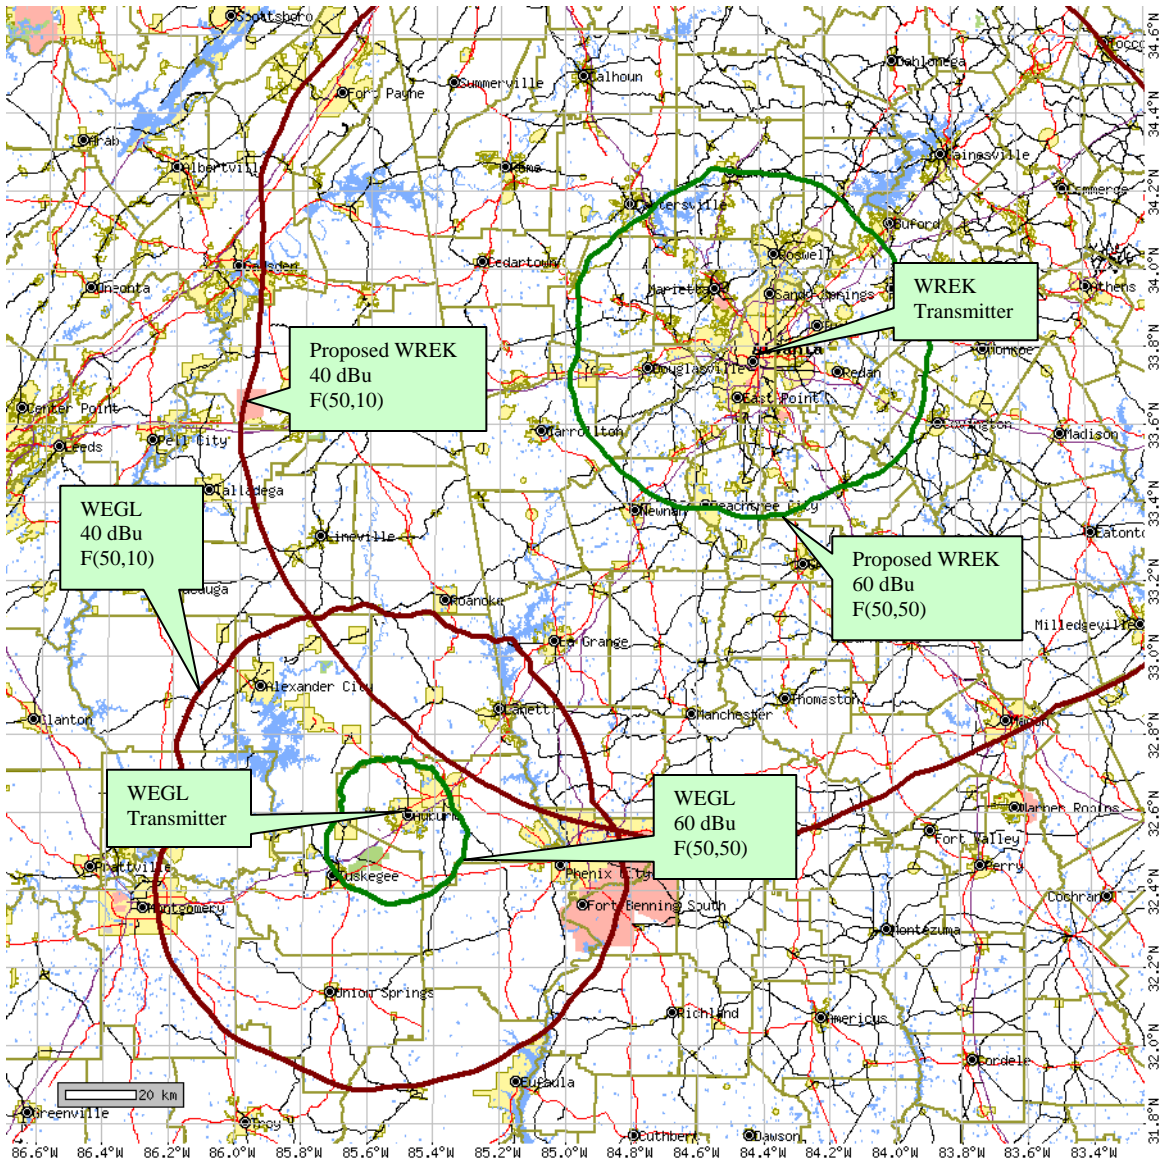 Scottsboro
Dahlonega
Calhoun
Summerville
Fort Payne
Arab
Albertvill
Rome
Gainesville
Commerce
Cartersville
Buford
Roswell
Gadsden
Cedartown
Oneonta
Marietta
Sandy Springs
Athens
WREK
Transmitter
Proposed WREK
40 dBu
F(50,10)
Monroe
Douglasville
Redan
Center Point
East Point
Covington
Leeds
Pell City
Carrollton
Madison
Talladega
WEGL
40 dBu
F(50,10)
Newnan
Peachtree City
Lineville
Eatonto
Proposed WREK
60 dBu
F(50,50)
Roanoke
Milledgeville
La Grange
Alexander City
Thomaston
Clanton
Lanett
Manchester
Macon
WEGL
Transmitter
WEGL
60 dBu
F(50,50)
Warner Robins
Auburn
Fort Valley
Prattville
Tuskegee
Phenix City
Perry
Montgomery
Fort Benning South
Cochran
Montezuma
Union Springs
Richland
Americus
Cordele
Eufaula
20 km
Greenville
Troy
Cuthbert
Dawson
34.6°N
34.4°N
34.2°N
34.0°N
33.8°N
33.6°N
33.4°N
33.2°N
33.0°N
32.8°N
32.6°N
32.4°N
32.2°N
32.0°N
31.8°N
86.6°W 86.4°W 86.2°W 86.0°W 85.8°W 85.6°W 85.4°W 85.2°W 85.0°W 84.8°W 84.6°W 84.4°W 84.2°W 84.0°W 83.8°W 83.6°W 83.4°W